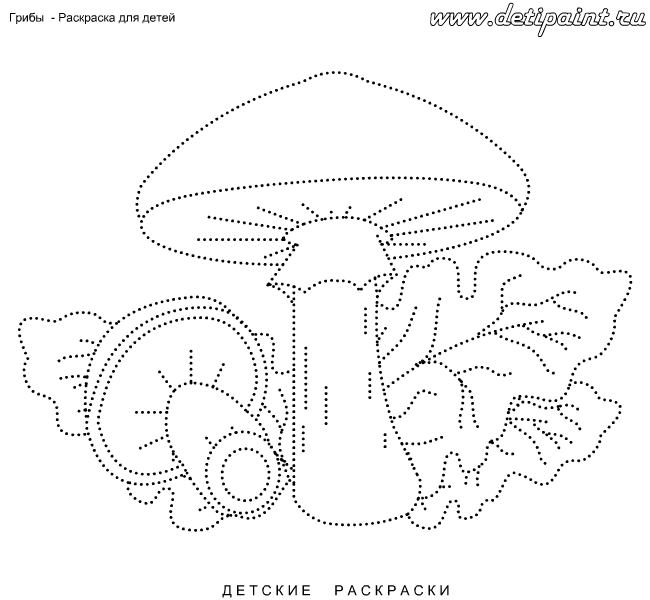 Грибы - Раскраска для детей
www.detipaint.ru
ДЕТСКИЕ РАСКРАСКИ